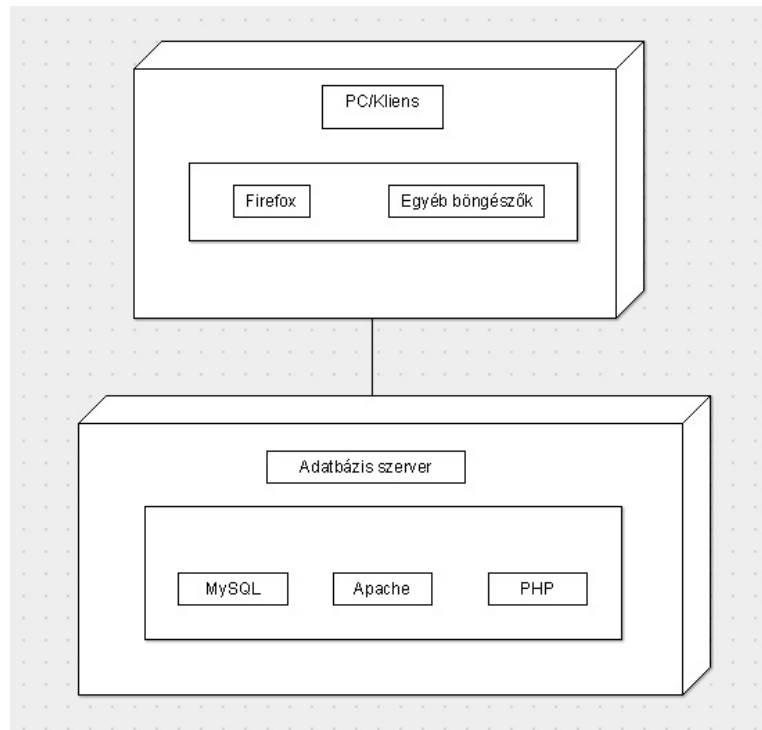 PC/Kliens
Firefox
Egyéb böngészők
Adatbázis szerver
MySQL
Apache
PHP